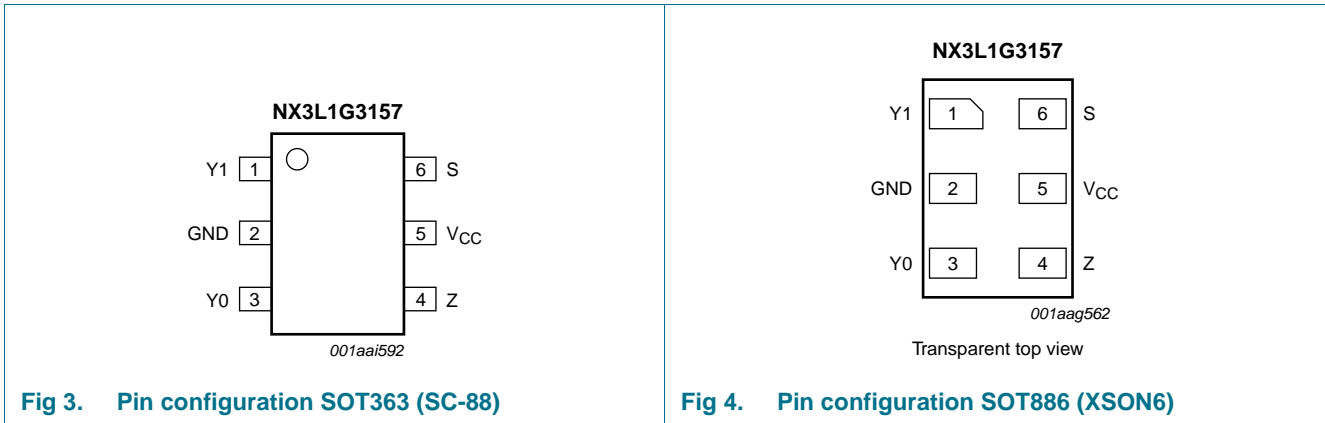 NX3L1G3157
Y1 1 6 S
GND 2 5 VCC
Y0 3 4 Z
001aai592
Fig 3. Pin configuration SOT363 (SC-88)
NX3L1G3157
Y1 1 6 S
GND 2 5 VCC
Y0 3 4 Z
001aag562
Transparent top view
Fig 4. Pin configuration SOT886 (XSON6)